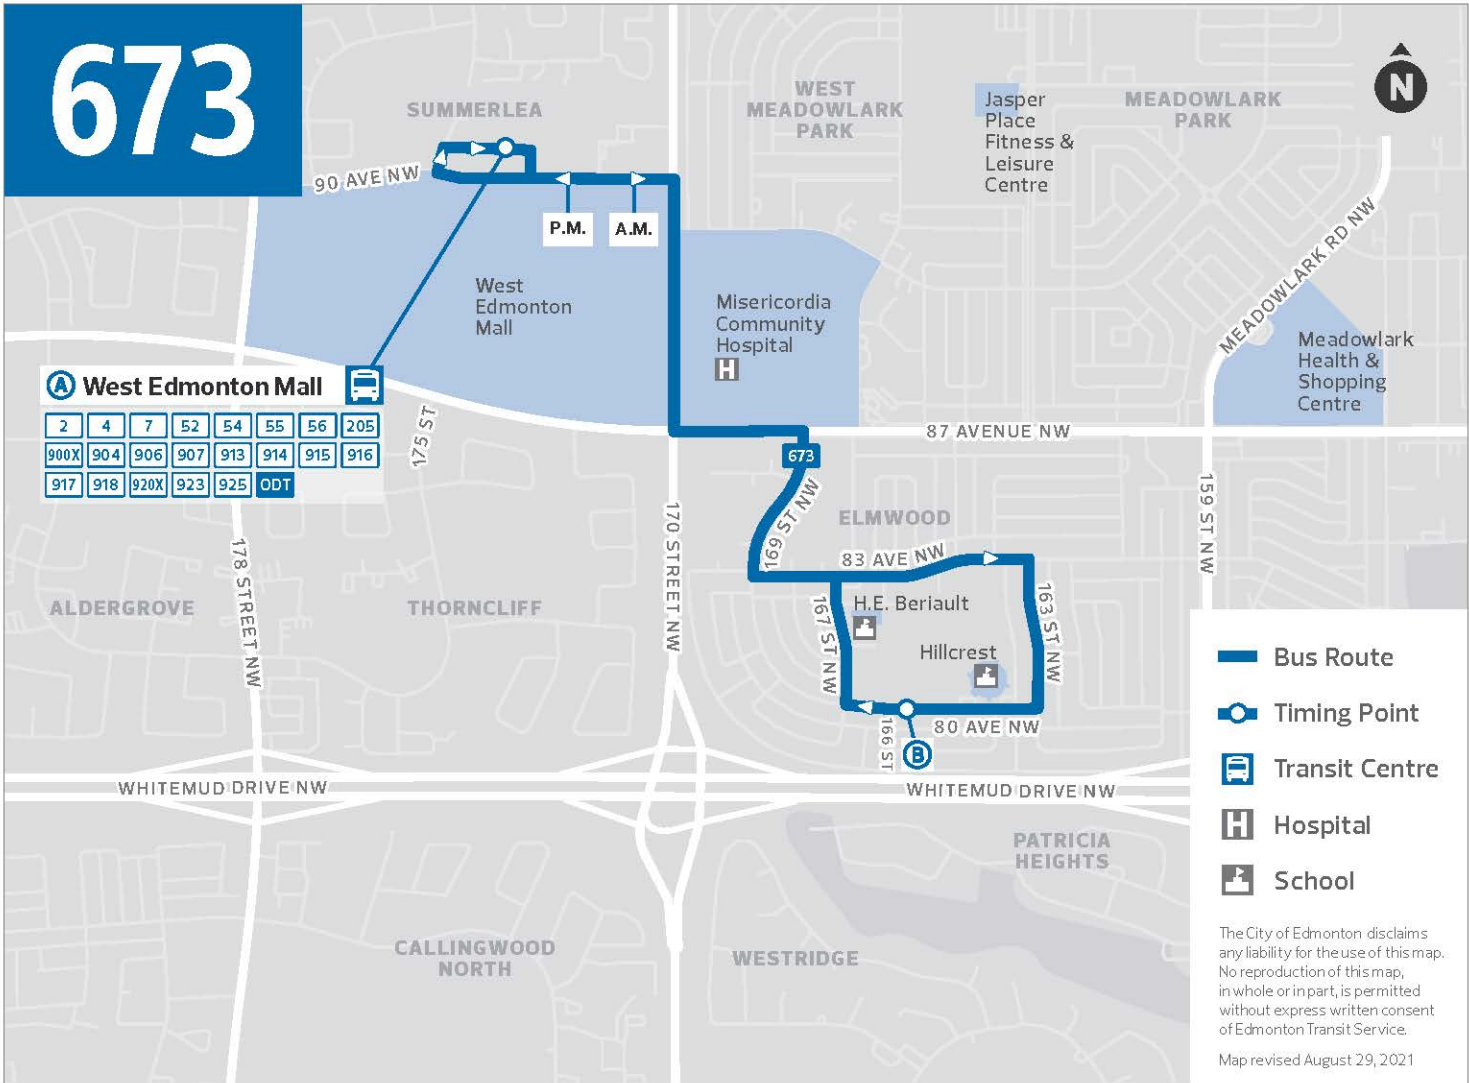 673
SUMMERLEA
WEST
MEADOWLARK
PARK
Jasper
Place
Fitness &
Leisure
Centre
MEADOWLARK
PARK
N
90 AVE NW
P.M.
A.M.
West
Edmonton
Mall
Misericordia
Community
Hospital
H
MEADOWLARK RD NW
Meadowlark
Health &
Shopping
Centre
A West Edmonton Mall
2 4 7 52 54 55 56 205
900X 904 906 907 913 914 915 916
917 918 920X 923 925 ODT
175 ST
87 AVENUE NW
673
169 ST NW
ELMWOOD
159 ST NW
170 STREET NW
178 STREET NW
83 AVE NW
ALDERGROVE
THORNCLIFF
H.E. Beriault
167 ST NW
163 ST NW
Hillcrest
80 AVE NW
166 ST
B
WHITEMUD DRIVE NW
WHITEMUD DRIVE NW
PATRICIA
HEIGHTS
CALLINGWOOD
NORTH
WESTRIDGE
Bus Route
Timing Point
Transit Centre
H Hospital
School
The City of Edmonton disclaims
any liability for the use of this map.
No reproduction of this map,
in whole or in part, is permitted
without express written consent
of Edmonton Transit Service.
Map revised August 29, 2021